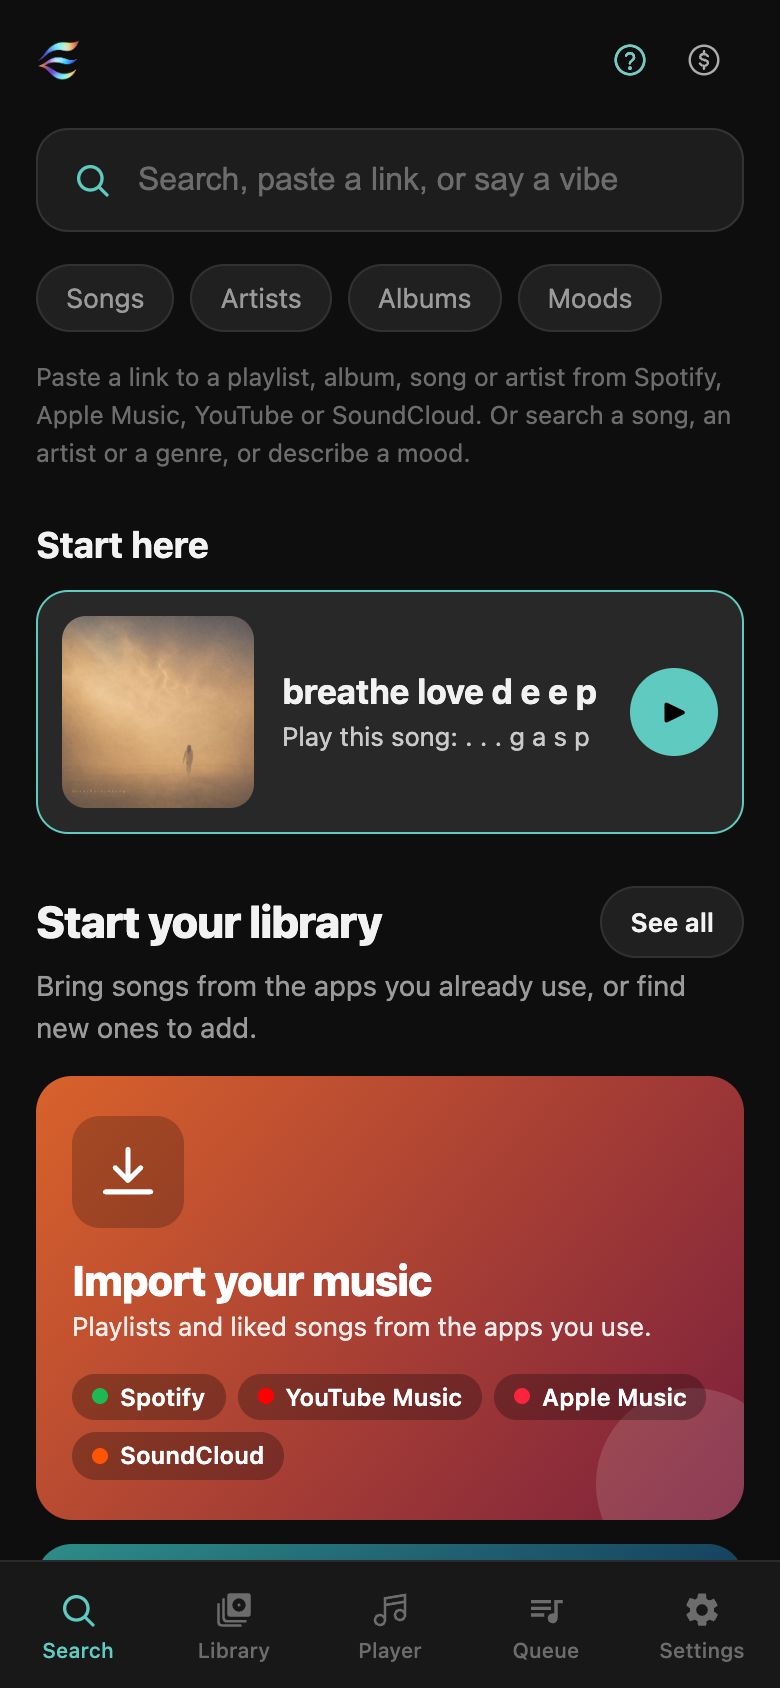 Search, paste a link, or say a vibe
Songs
Artists
Albums
Moods
Paste a link to a playlist, album, song or artist from Spotify,
Apple Music, YouTube or SoundCloud. Or search a song, an
artist or a genre, or describe a mood.
Start here
breathe love d e e p
Play this song: . . . g a s p
Start your library
See all
Bring songs from the apps you already use, or find
new ones to add.
Import your music
Playlists and liked songs from the apps you use.
Spotify
YouTube Music
Apple Music
SoundCloud
Search
Library
Player
Queue
Settings